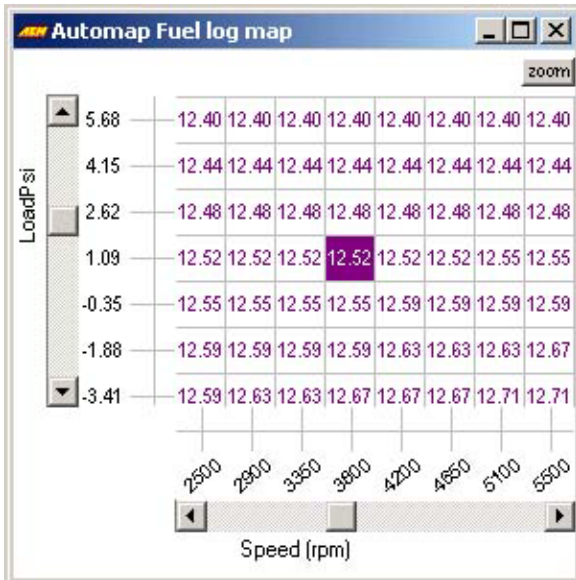 AEM Automap Fuel log map
zoom
LoadPsi
5.68 12.40 12.40 12.40 12.40 12.40 12.40 12.40 12.40
4.15 12.44 12.44 12.44 12.44 12.44 12.44 12.44 12.44
2.62 12.48 12.48 12.48 12.48 12.48 12.48 12.48 12.48
1.09 12.52 12.52 12.52 12.52 12.52 12.52 12.55 12.55
-0.35 12.55 12.55 12.55 12.55 12.59 12.59 12.59 12.59
-1.88 12.59 12.59 12.59 12.59 12.63 12.63 12.63 12.67
-3.41 12.59 12.63 12.63 12.67 12.67 12.67 12.71 12.71
2500 2900 3350 3800 4200 4650 5100 5500
Speed (rpm)